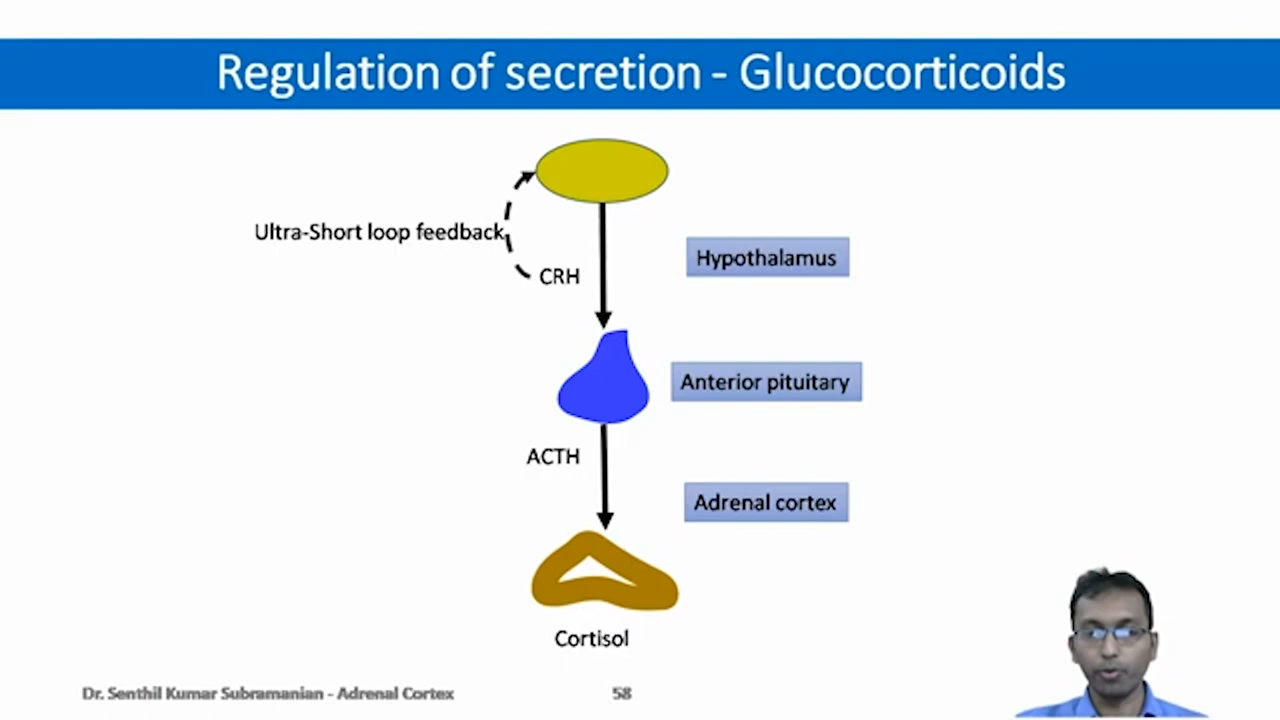 Regulation of secretion - Glucocorticoids
Ultra-Short loop feedback
CRH
Hypothalamus
Anterior pituitary
ACTH
Adrenal cortex
Cortisol
Dr. Senthil Kumar Subramanian - Adrenal Cortex
58